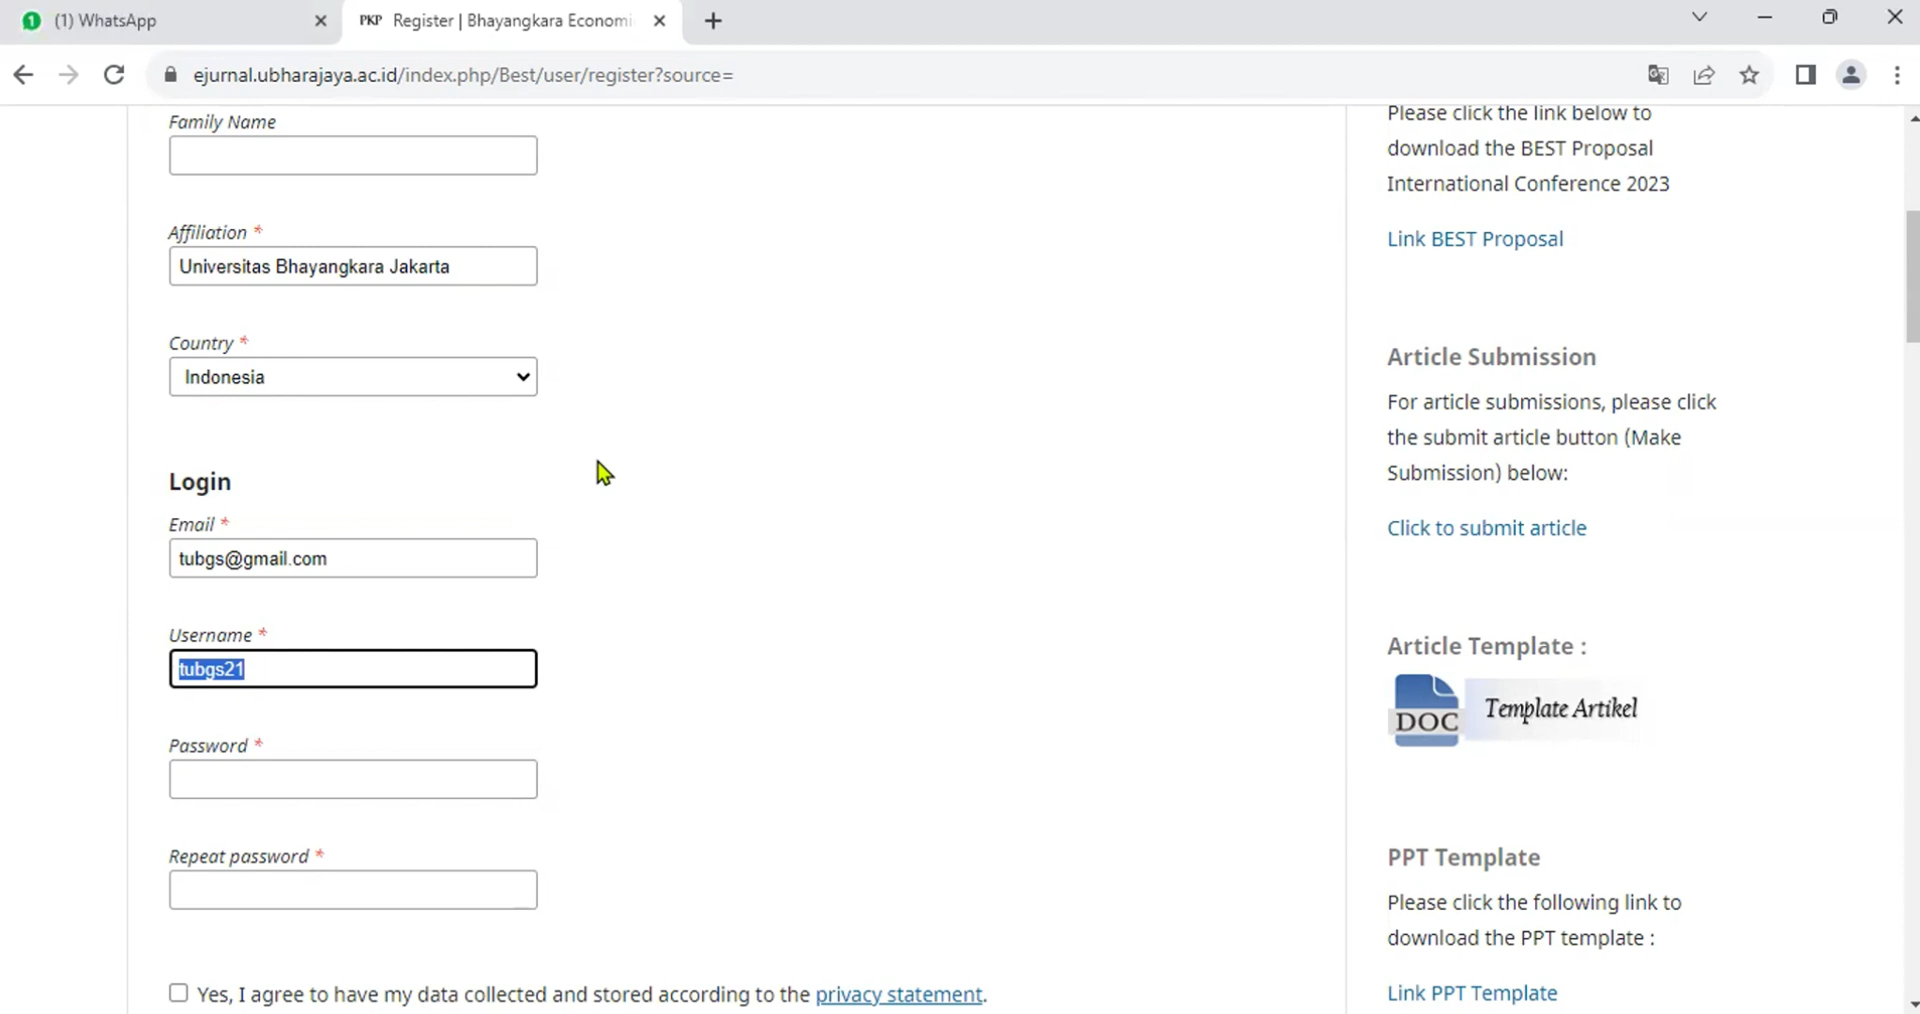 (1) WhatsApp
PKP Register | Bhayangkara Economi
ejurnal.ubharajaya.ac.id/index.php/Best/user/register?source=
Family Name
Affiliation *
Universitas Bhayangkara Jakarta
Country *
Indonesia
Login
Email *
tubgs@gmail.com
Username *
tubgs21
Password *
Repeat password *
Yes, I agree to have my data collected and stored according to the privacy statement.
Please click the link below to
download the BEST Proposal
International Conference 2023
Link BEST Proposal
Article Submission
For article submissions, please click
the submit article button (Make
Submission) below:
Click to submit article
Article Template :
DOC Template Artikel
PPT Template
Please click the following link to
download the PPT template :
Link PPT Template